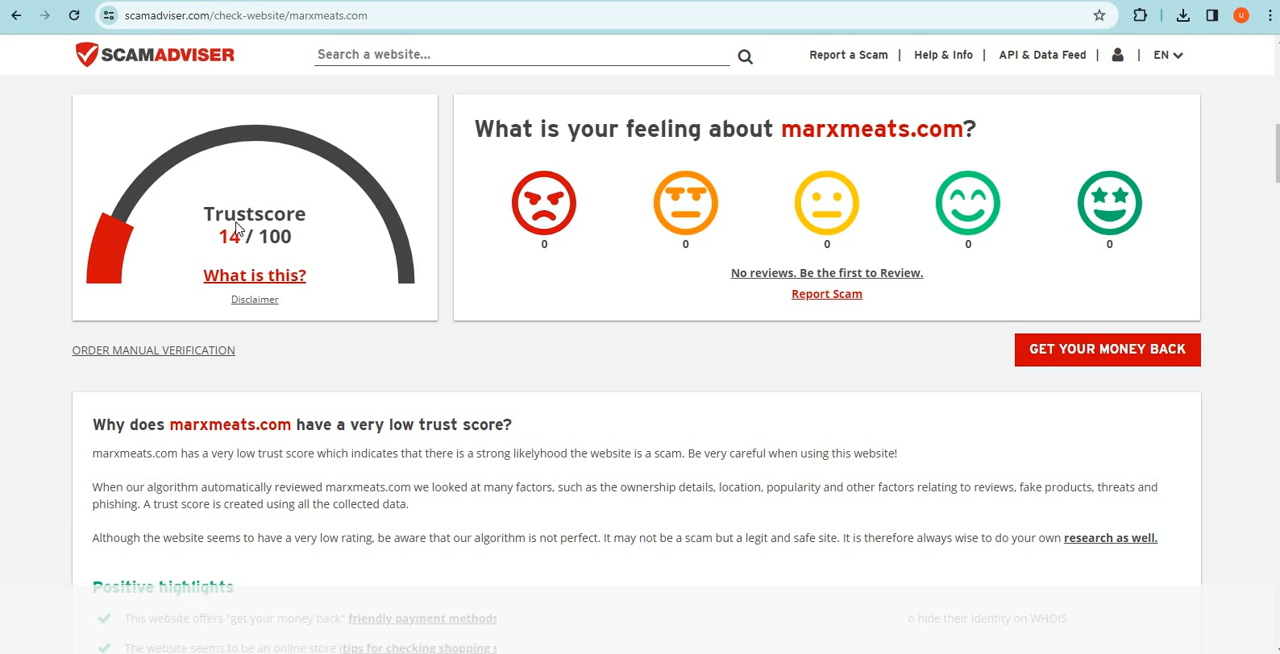 scamadviser.com/check-website/marxmeats.com
U
SCAMADVISER
Search a website...
Report a Scam | Help & Info | API & Data Feed | | EN
Trustscore
14 / 100
What is this?
Disclaimer
What is your feeling about marxmeats.com?
0 0 0 0 0
No reviews. Be the first to Review.
Report Scam
ORDER MANUAL VERIFICATION
GET YOUR MONEY BACK
Why does marxmeats.com have a very low trust score?
marxmeats.com has a very low trust score which indicates that there is a strong likelyhood the website is a scam. Be very careful when using this website!
When our algorithm automatically reviewed marxmeats.com we looked at many factors, such as the ownership details, location, popularity and other factors relating to reviews, fake products, threats and
phishing. A trust score is created using all the collected data.
Although the website seems to have a very low rating, be aware that our algorithm is not perfect. It may not be a scam but a legit and safe site. It is therefore always wise to do your own research as well.
Positive highlights
This website offers "get your money back" friendly payment methods
o hide their identity on WHOIS
The website seems to be an online store (tips for checking shopping s